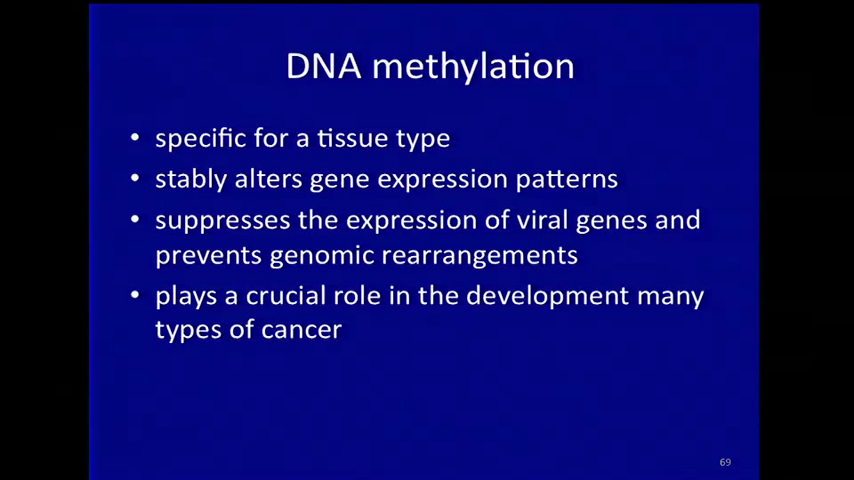 DNA methylation
• specific for a tissue type
• stably alters gene expression patterns
• suppresses the expression of viral genes and
prevents genomic rearrangements
• plays a crucial role in the development many
types of cancer
69